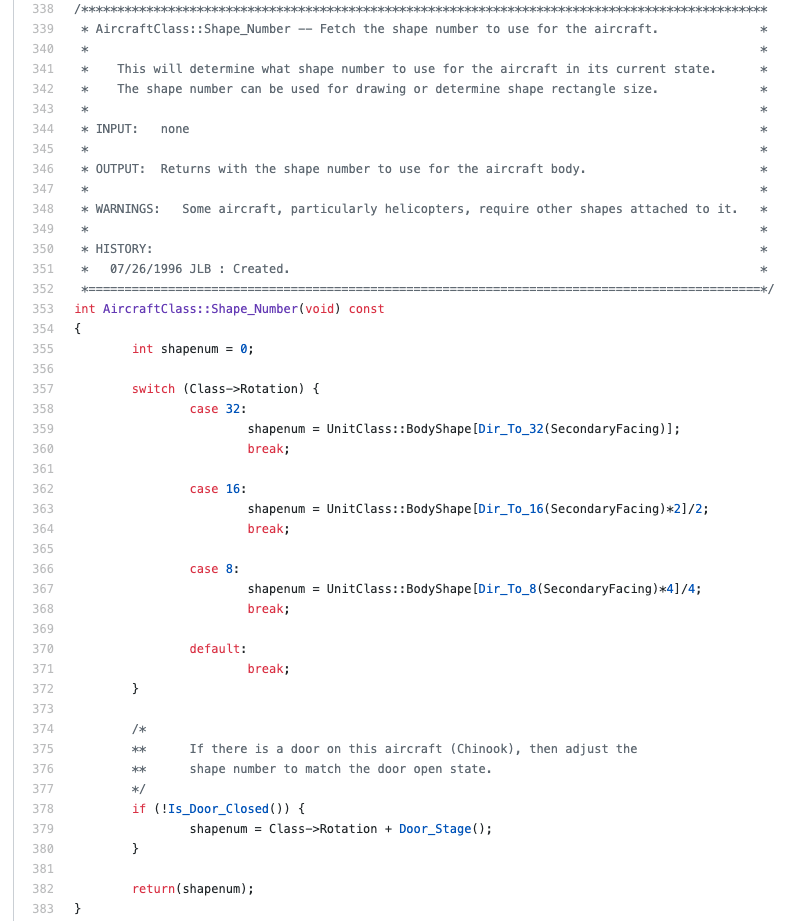 338 /***********************************************************************************************
339  * AircraftClass::Shape_Number -- Fetch the shape number to use for the aircraft.              *
340  *                                                                                             *
341  *    This will determine what shape number to use for the aircraft in its current state.      *
342  *    The shape number can be used for drawing or determine shape rectangle size.              *
343  *                                                                                             *
344  * INPUT:   none                                                                               *
345  *                                                                                             *
346  * OUTPUT:  Returns with the shape number to use for the aircraft body.                        *
347  *                                                                                             *
348  * WARNINGS:   Some aircraft, particularly helicopters, require other shapes attached to it.   *
349  *                                                                                             *
350  * HISTORY:                                                                                    *
351  *   07/26/1996 JLB : Created.                                                                 *
352  *=============================================================================================*/
353 int AircraftClass::Shape_Number(void) const
354 {
355 	int shapenum = 0;
356
357 	switch (Class->Rotation) {
358 		case 32:
359 			shapenum = UnitClass::BodyShape[Dir_To_32(SecondaryFacing)];
360 			break;
361
362 		case 16:
363 			shapenum = UnitClass::BodyShape[Dir_To_16(SecondaryFacing)*2]/2;
364 			break;
365
366 		case 8:
367 			shapenum = UnitClass::BodyShape[Dir_To_8(SecondaryFacing)*4]/4;
368 			break;
369
370 		default:
371 			break;
372 	}
373
374 	/*
375 	**	If there is a door on this aircraft (Chinook), then adjust the
376 	**	shape number to match the door open state.
377 	*/
378 	if (!Is_Door_Closed()) {
379 		shapenum = Class->Rotation + Door_Stage();
380 	}
381
382 	return(shapenum);
383 }